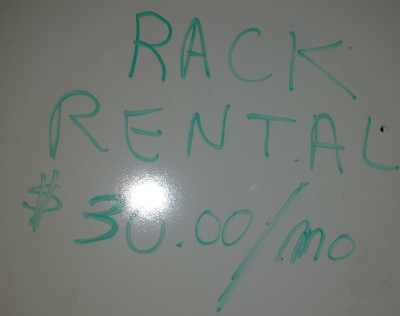 RACK
RENTAL
$30.00/mo